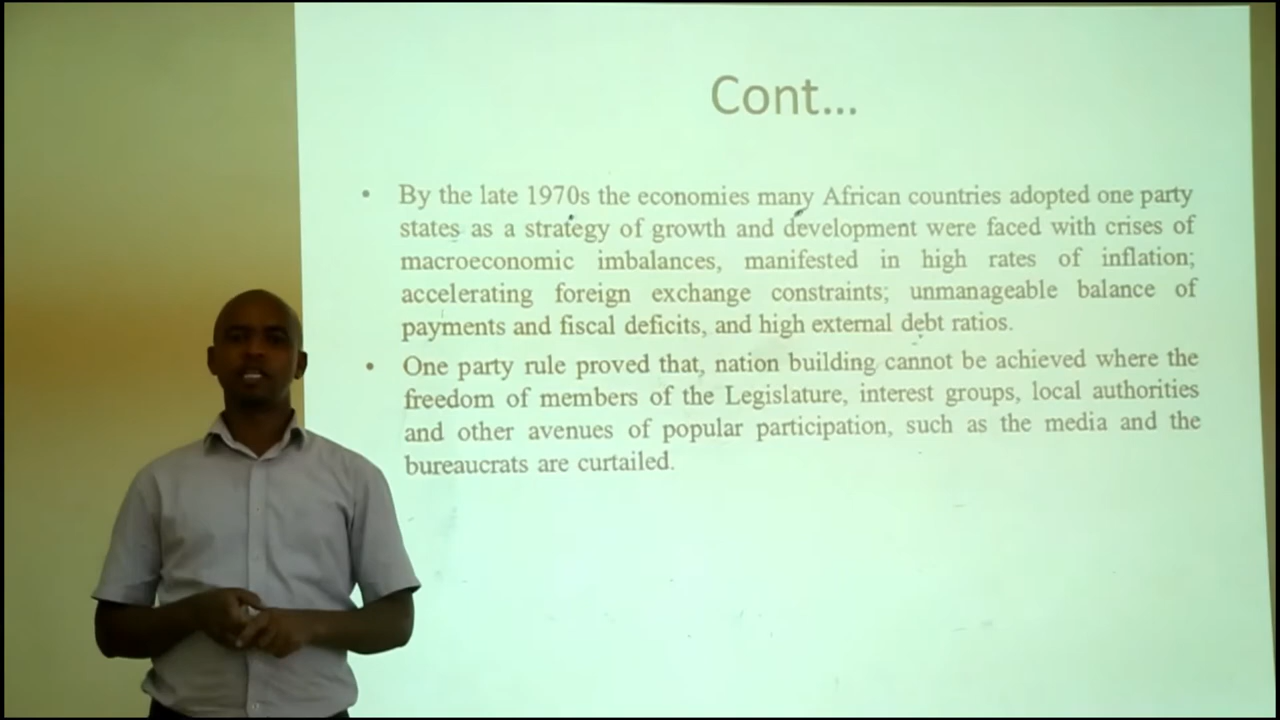 Cont...
• By the late 1970s the economies many African countries adopted one party
states as a strategy of growth and development were faced with crises of
macroeconomic imbalances, manifested in high rates of inflation;
accelerating foreign exchange constraints; unmanageable balance of
payments and fiscal deficits, and high external debt ratios.
• One party rule proved that, nation building cannot be achieved where the
freedom of members of the Legislature, interest groups, local authorities
and other avenues of popular participation, such as the media and the
bureaucrats are curtailed.